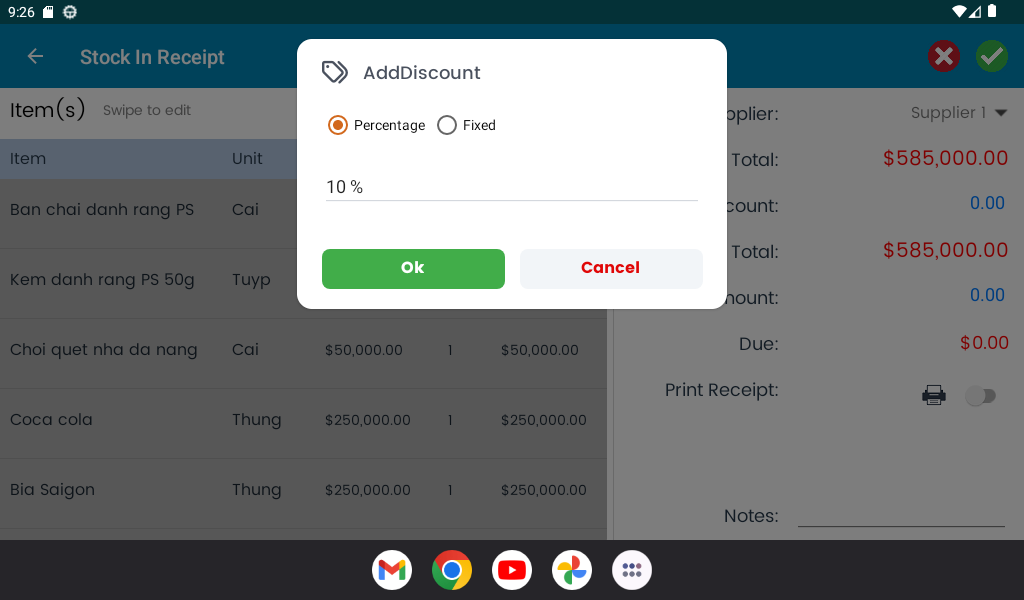 9:26
Stock In Receipt
AddDiscount
Percentage Fixed
10 %
Ok Cancel
Item(s) Swipe to edit
Item Unit
Ban chai danh rang PS Cai
Kem danh rang PS 50g Tuyp
Choi quet nha da nang Cai $50,000.00 1 $50,000.00
Coca cola Thung $250,000.00 1 $250,000.00
Bia Saigon Thung $250,000.00 1 $250,000.00
pplier: Supplier 1
Total: $585,000.00
count: 0.00
Total: $585,000.00
mount: 0.00
Due: $0.00
Print Receipt:
Notes: